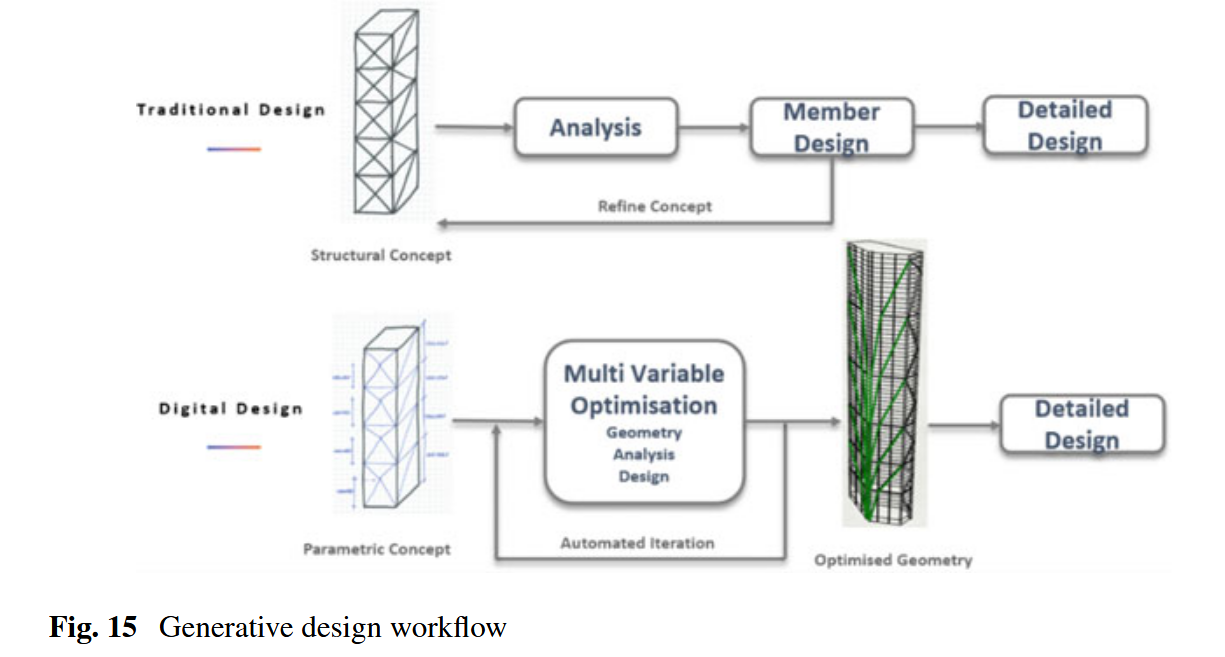 Traditional Design
Analysis
Member
Design
Detailed
Design
Refine Concept
Structural Concept
Digital Design
Multi Variable
Optimisation
Geometry
Analysis
Design
Detailed
Design
Automated Iteration
Parametric Concept
Optimised Geometry
Fig. 15 Generative design workflow